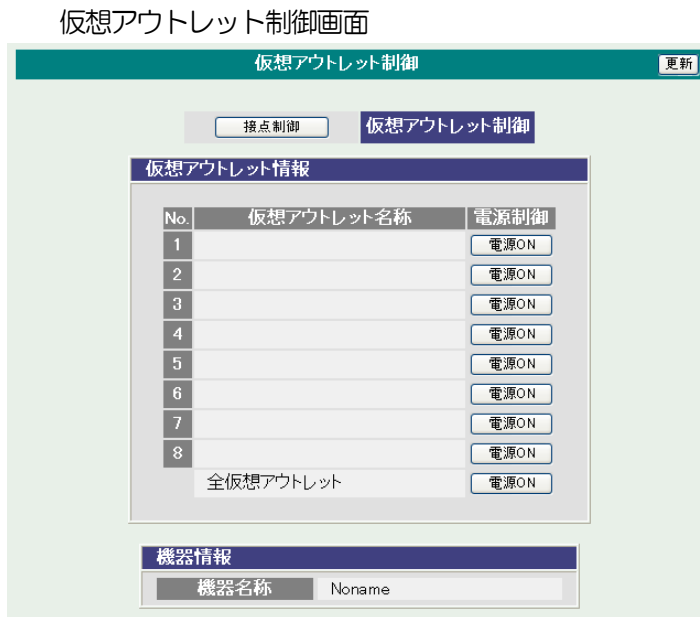 仮想アウトレット制御画面
仮想アウトレット制御 更新
接点制御 仮想アウトレット制御
仮想アウトレット情報
No. 仮想アウトレット名称 電源制御
1 電源ON
2 電源ON
3 電源ON
4 電源ON
5 電源ON
6 電源ON
7 電源ON
8 電源ON
全仮想アウトレット 電源ON
機器情報
機器名称 Noname